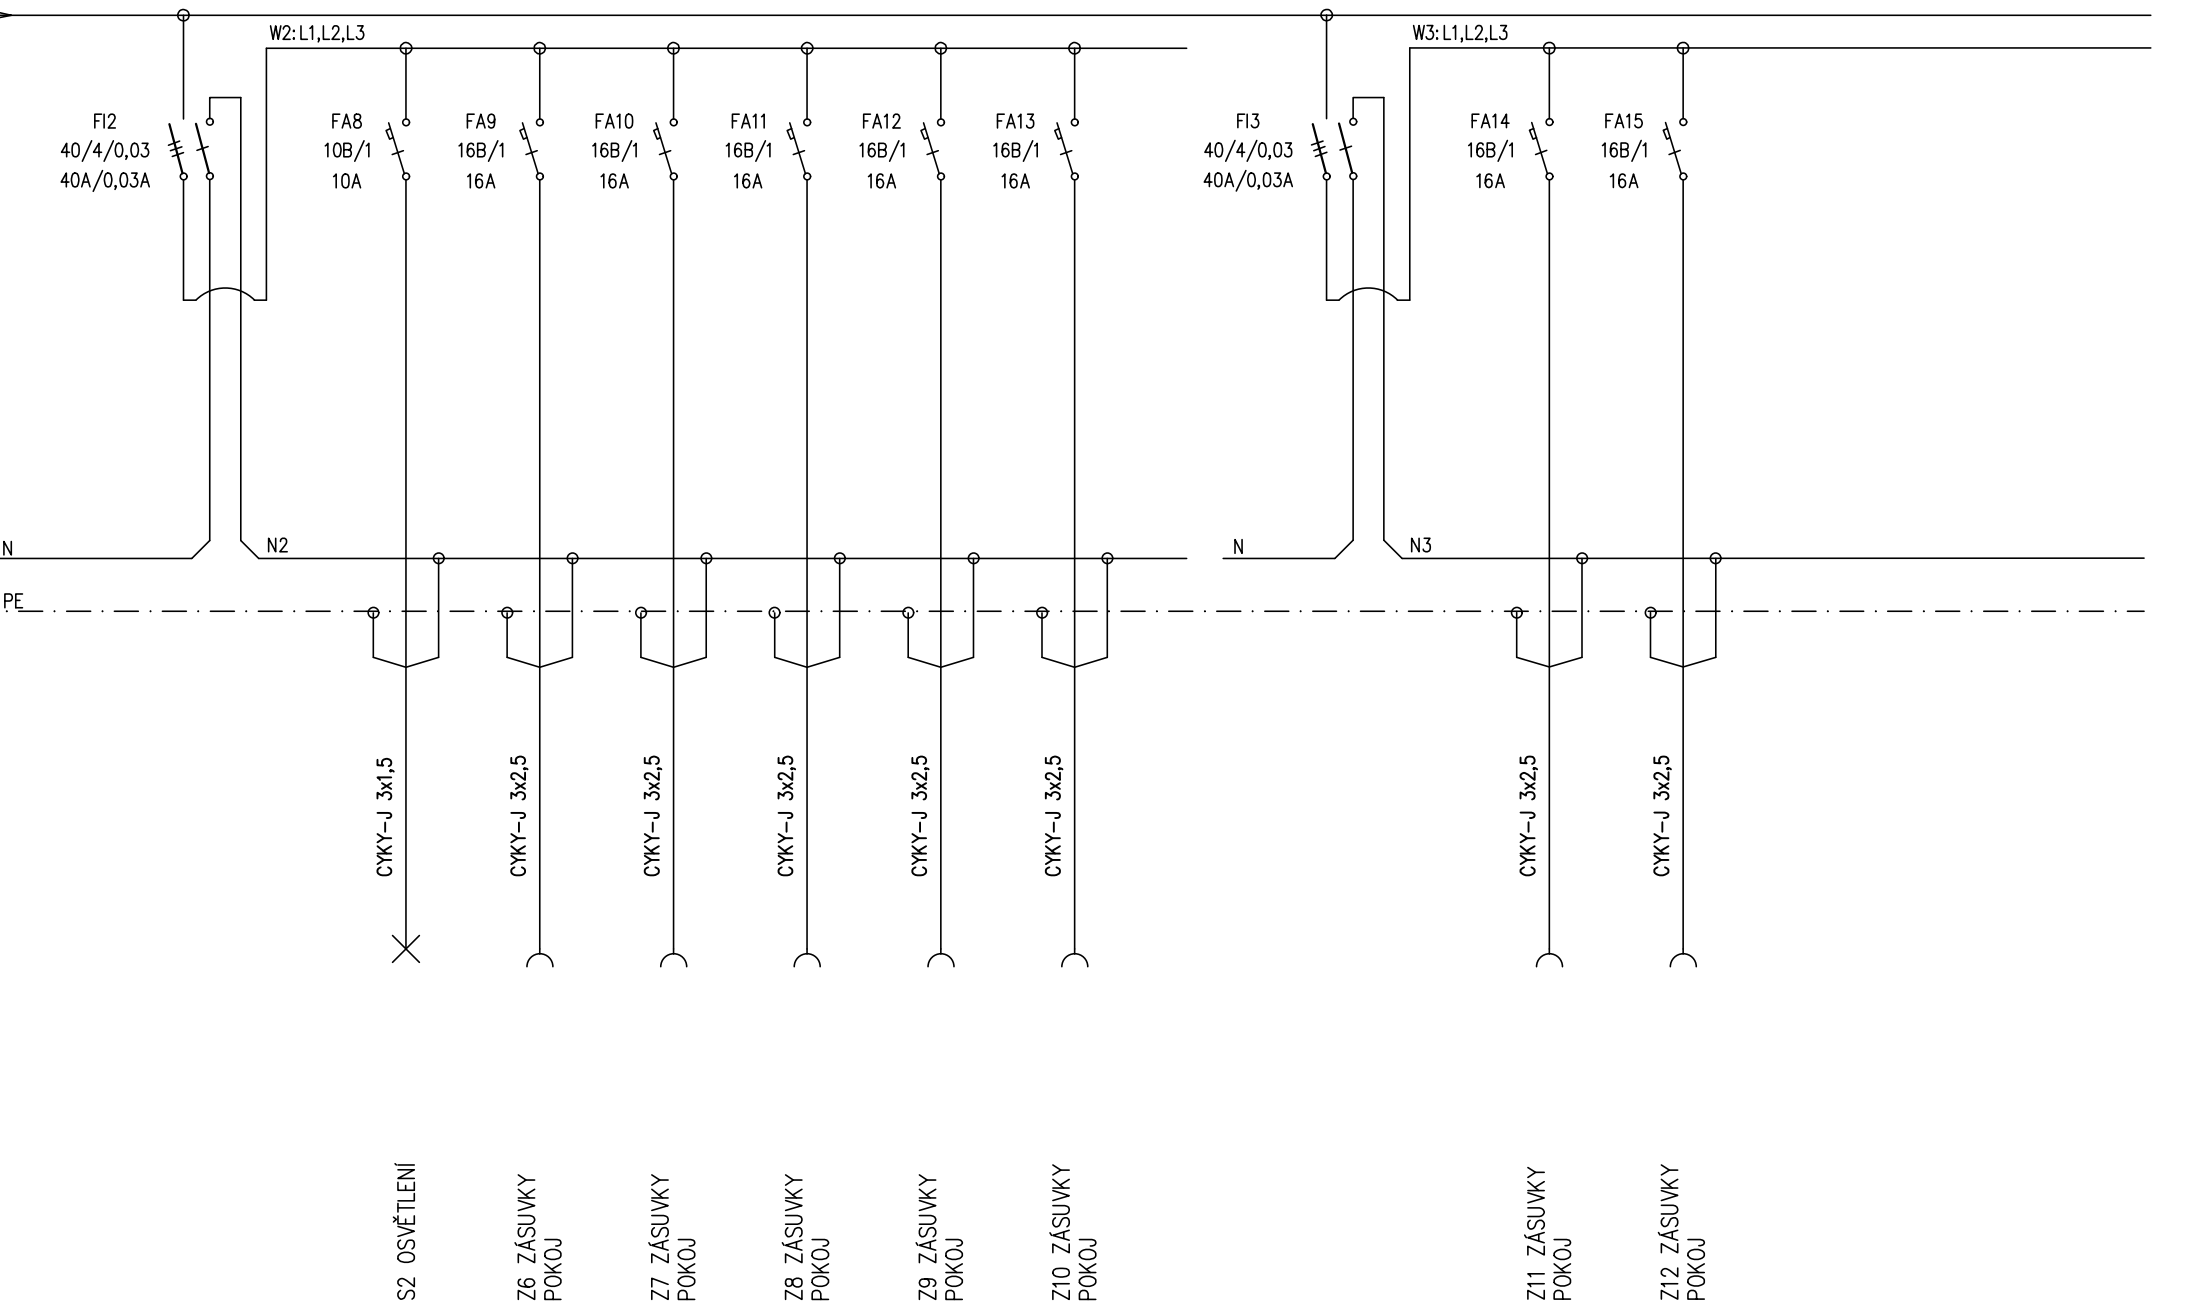 W2:L1,L2,L3
W3:L1,L2,L3
FI2
40/4/0,03
40A/0,03A
FA8
10B/1
10A
FA9
16B/1
16A
FA10
16B/1
16A
FA11
16B/1
16A
FA12
16B/1
16A
FA13
16B/1
16A
FI3
40/4/0,03
40A/0,03A
FA14
16B/1
16A
FA15
16B/1
16A
N
N2
N
N3
PE
CYKY-J 3x1,5
CYKY-J 3x2,5
CYKY-J 3x2,5
CYKY-J 3x2,5
CYKY-J 3x2,5
CYKY-J 3x2,5
CYKY-J 3x2,5
CYKY-J 3x2,5
S2 OSVĚTLENÍ
Z6 ZÁSUVKY
POKOJ
Z7 ZÁSUVKY
POKOJ
Z8 ZÁSUVKY
POKOJ
Z9 ZÁSUVKY
POKOJ
Z10 ZÁSUVKY
POKOJ
Z11 ZÁSUVKY
POKOJ
Z12 ZÁSUVKY
POKOJ